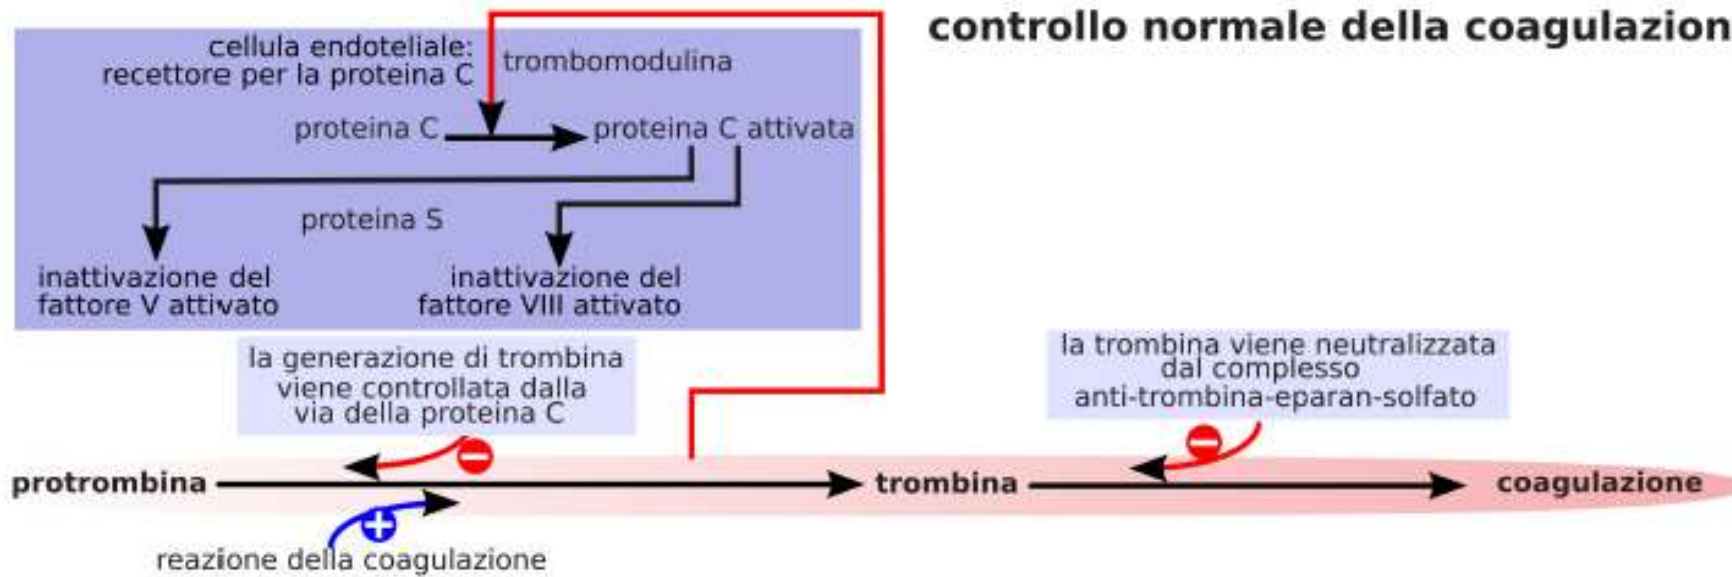 controllo normale della coagulazion
cellula endoteliale:
recettore per la proteina C
trombomodulina
proteina C
proteina C attivata
proteina S
inattivazione del
fattore V attivato
inattivazione del
fattore VIII attivato
la generazione di trombina
viene controllata dalla
via della proteina C
la trombina viene neutralizzata
dal complesso
anti-trombina-eparan-solfato
protrombina
trombina
coagulazione
reazione della coagulazione